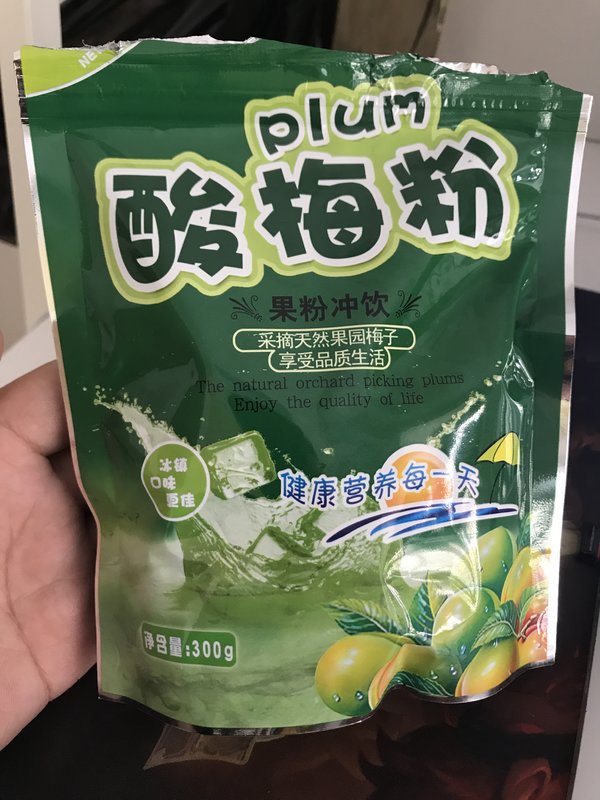 NEW
plum
酸梅粉
果粉冲饮
采摘天然果园梅子
享受品质生活
The natural orchard picking plums
Enjoy the quality of life
冰镇
口味
更佳
健康营养每一天
净含量:300g